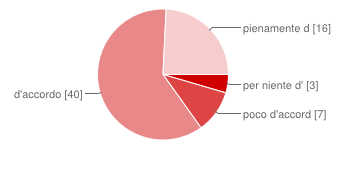 pienamente d [16]
d'accordo [40]
per niente d' [3]
poco d'accord [7]